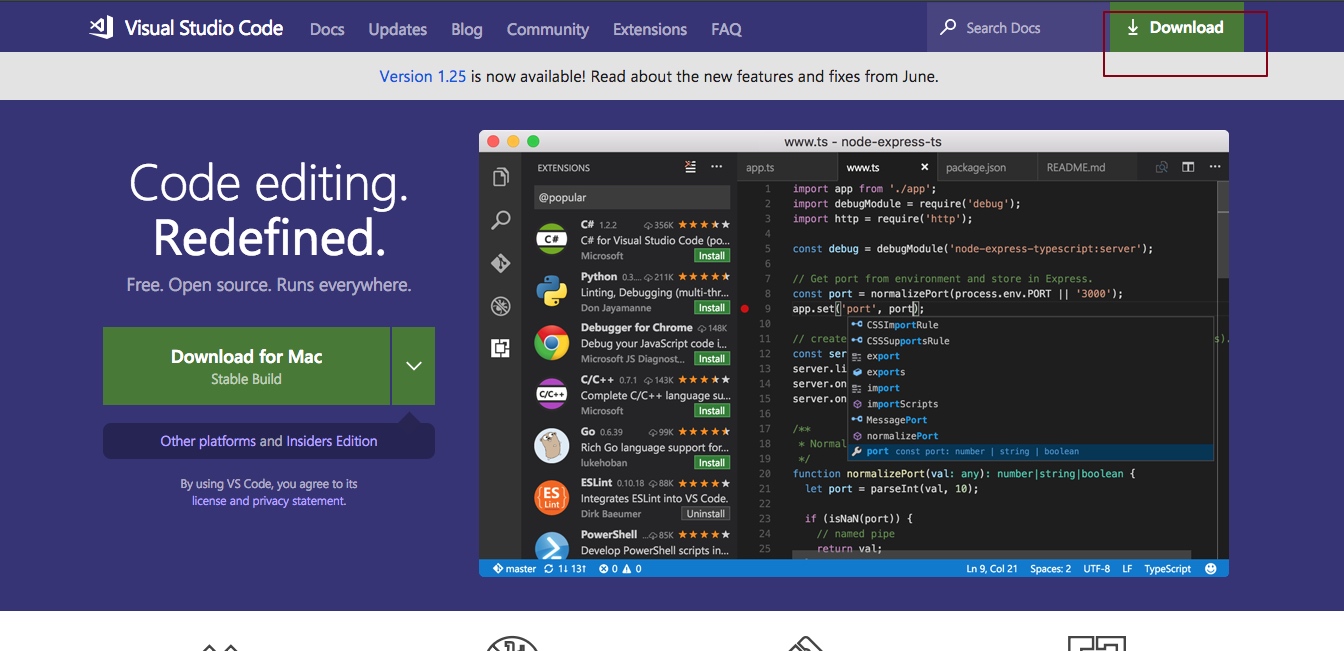 Visual Studio Code Docs Updates Blog Community Extensions FAQ Search Docs Download
Version 1.25 is now available! Read about the new features and fixes from June.
Code editing.
Redefined.
Free. Open source. Runs everywhere.
Download for Mac
Stable Build
Other platforms and Insiders Edition
By using VS Code, you agree to its
license and privacy statement.
www.ts - node-express-ts
EXTENSIONS
@popular
C# 1.2.2 356K
C# for Visual Studio Code (po...
Microsoft Install
Python 0.3... 211K
Linting, Debugging (multi-thr...
Don Jayamanne Install
Debugger for Chrome 148K
Debug your JavaScript code i...
Microsoft JS Diagnost... Install
C/C++
C/C++ 0.7.1 143K
Complete C/C++ language su...
Microsoft Install
Go 0.6.39 99K
Rich Go language support for...
lukehoban Install
ES
Lint
ESLint 0.10.18 88K
Integrates ESLint into VS Code.
Dirk Baeumer Uninstall
PowerShell ... 85K
Develop PowerShell scripts in...
app.ts www.ts package.json README.md
1 import app from './app';
2 import debugModule = require('debug');
3 import http = require('http');
4
5 const debug = debugModule('node-express-typescript:server');
6
7 // Get port from environment and store in Express.
8 const port = normalizePort(process.env.PORT || '3000');
9 app.set('port', port);
10
11 // create s).
12 const ser
13 server.li
14 server.on
15 server.on
16
17 /**
18 * Normal
19 */
20 function normalizePort(val: any): number|string|boolean {
21 let port = parseInt(val, 10);
22
23 if (isNaN(port)) {
24 // named pipe
25 return val;
CSSImportRule
CSSSupportsRule
export
exports
import
importScripts
MessagePort
normalizePort
port const port: number | string | boolean
master 1↓ 13↑ 0 0 Ln 9, Col 21 Spaces: 2 UTF-8 LF TypeScript